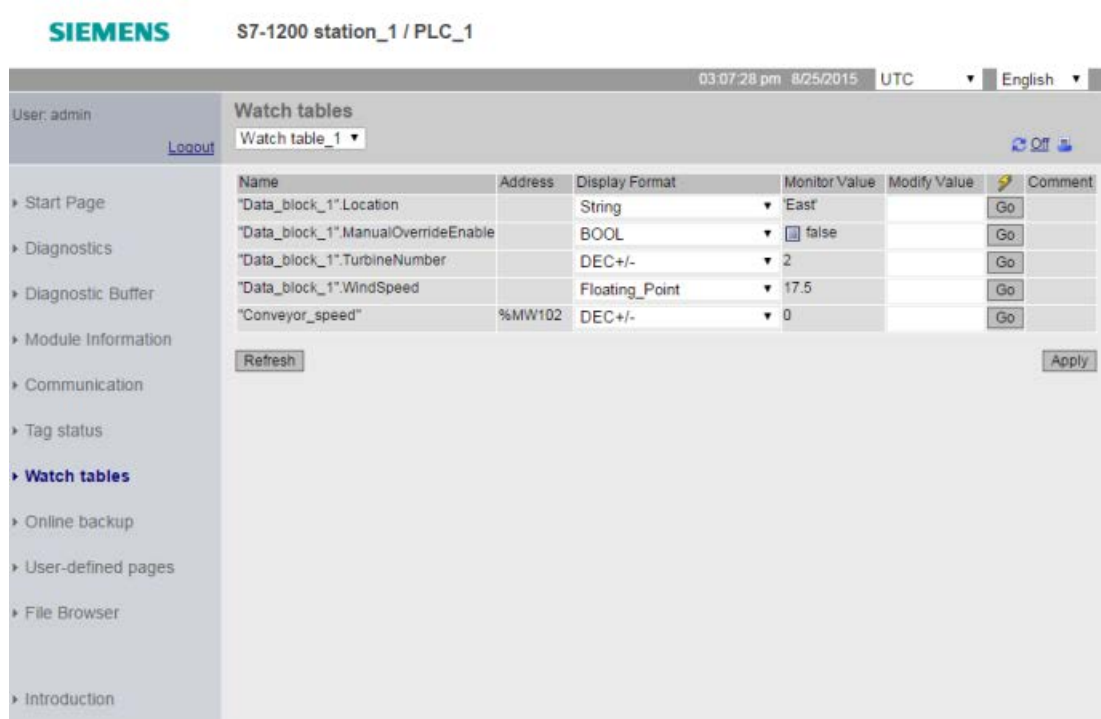 SIEMENS S7-1200 station_1 / PLC_1
03:07:28 pm 8/25/2015 UTC English
User: admin
Logout
Watch tables
Watch table_1
Off
Name Address Display Format Monitor Value Modify Value Comment
"Data_block_1".Location String 'East' Go
"Data_block_1".ManualOverrideEnable BOOL false Go
"Data_block_1".TurbineNumber DEC+/- 2 Go
"Data_block_1".WindSpeed Floating_Point 17.5 Go
"Conveyor_speed" %MW102 DEC+/- 0 Go
Refresh Apply
Start Page
Diagnostics
Diagnostic Buffer
Module Information
Communication
Tag status
Watch tables
Online backup
User-defined pages
File Browser
Introduction